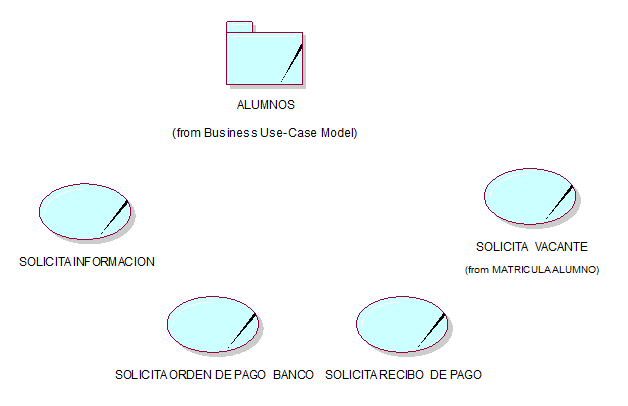 ALUMNOS
(from Business Use-Case Model)
SOLICITA INFORMACION
SOLICITA VACANTE
(from MATRICULA ALUMNO)
SOLICITA ORDEN DE PAGO BANCO
SOLICITA RECIBO DE PAGO